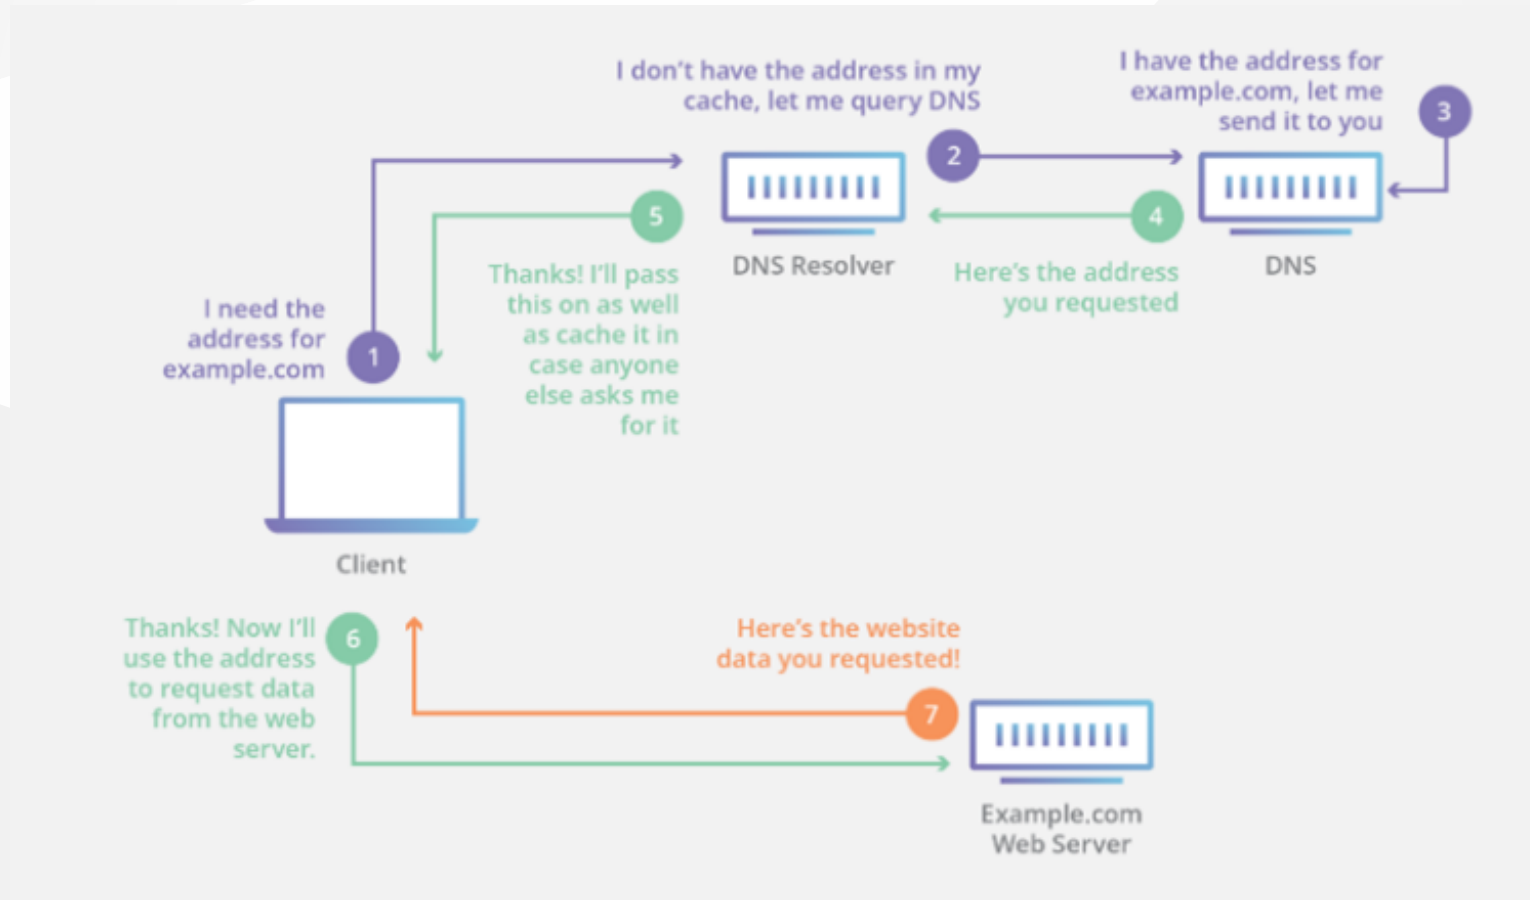 I don't have the address in my
cache, let me query DNS
I have the address for
example.com, let me
send it to you
3
2
5
4
DNS Resolver
DNS
Thanks! I'll pass
this on as well
as cache it in
case anyone
else asks me
for it
Here's the address
you requested
I need the
address for
example.com
1
Client
Thanks! Now I'll
use the address
to request data
from the web
server.
6
Here's the website
data you requested!
7
Example.com
Web Server